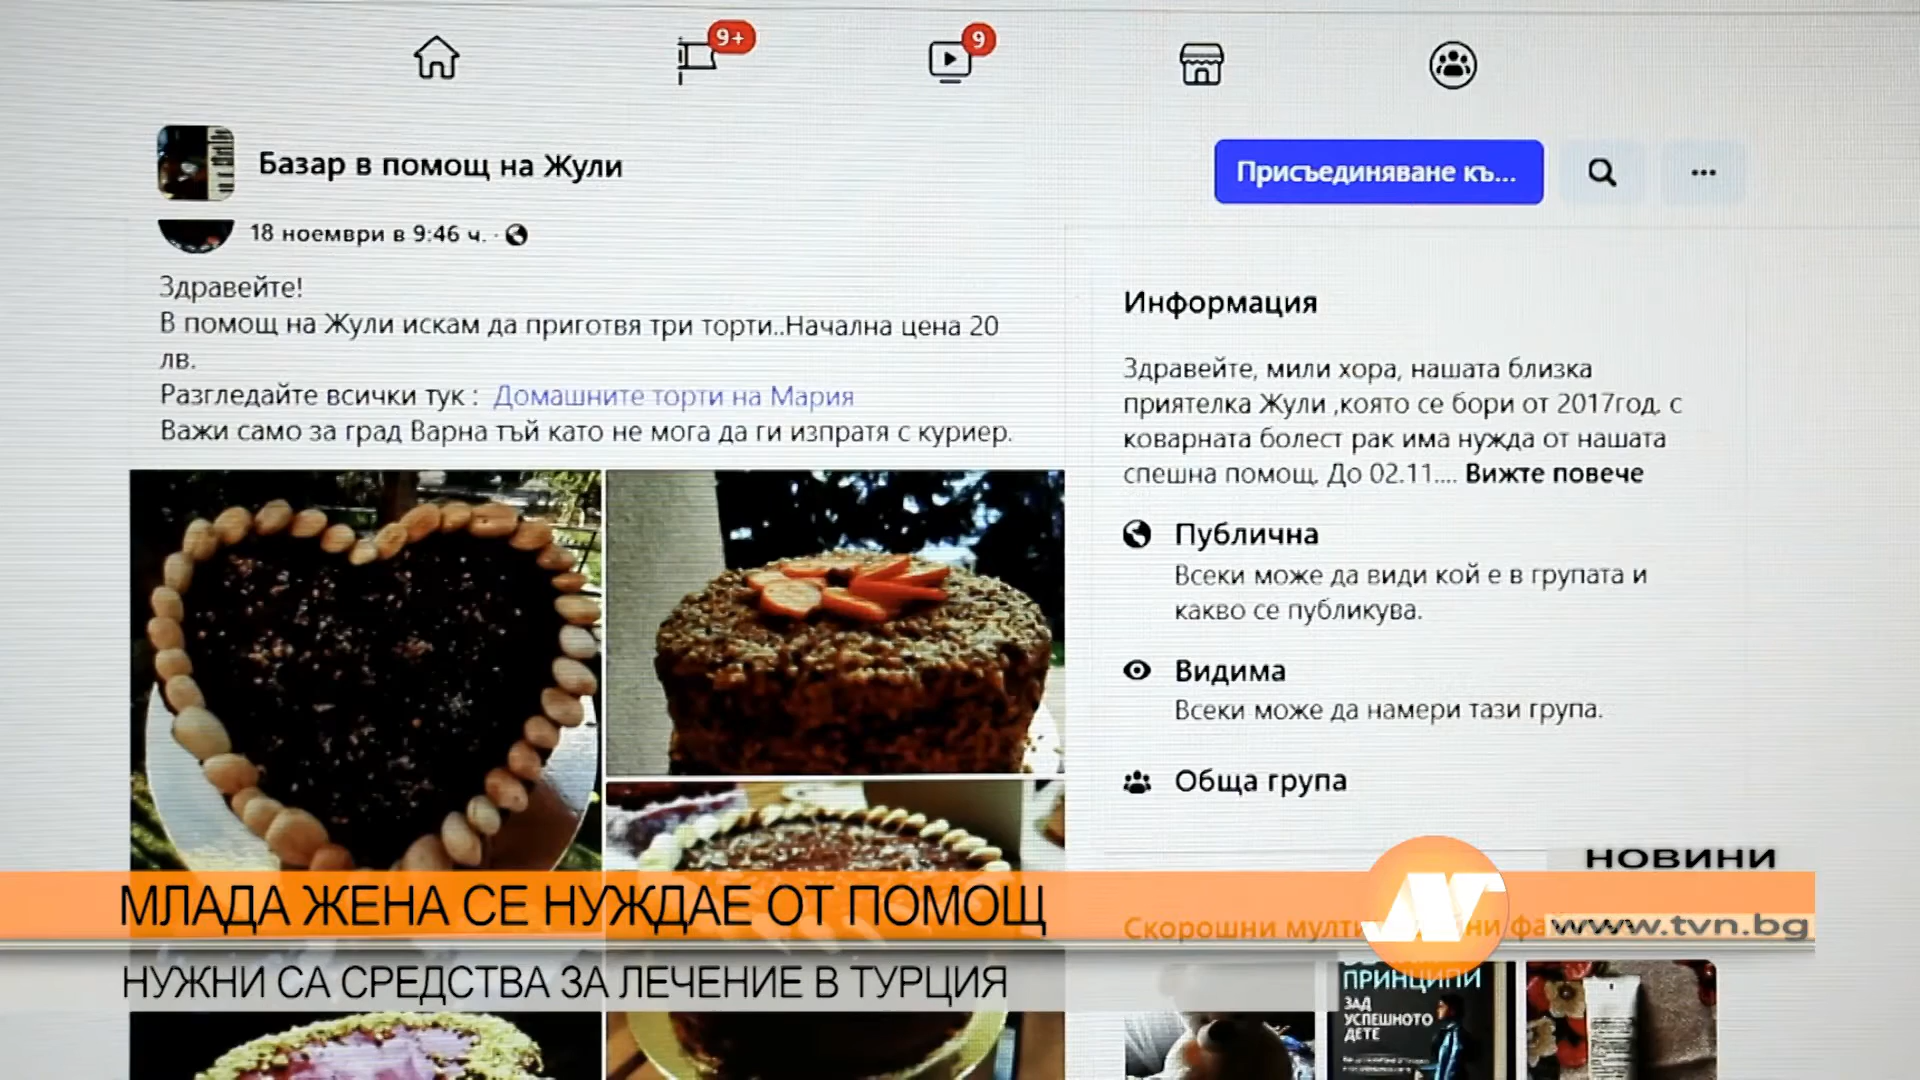 9+
9
Базар в помощ на Жули
Присъединяване къ...
18 ноември в 9:46 ч. ·
Здравейте!
В помощ на Жули искам да приготвя три торти..Начална цена 20
лв.
Разгледайте всички тук : Домашните торти на Мария
Важи само за град Варна тъй като не мога да ги изпратя с куриер.
Информация
Здравейте, мили хора, нашата близка
приятелка Жули ,която се бори от 2017год. с
коварната болест рак има нужда от нашата
спешна помощ. До 02.11.... Вижте повече
Публична
Всеки може да види кой е в групата и
какво се публикува.
Видима
Всеки може да намери тази група.
Обща група
НОВИНИ
МЛАДА ЖЕНА СЕ НУЖДАЕ ОТ ПОМОЩ
Скорошни
www.tvn.bg
НУЖНИ СА СРЕДСТВА ЗА ЛЕЧЕНИЕ В ТУРЦИЯ
ПРИНЦИПИ
ЗАД
УСПЕШНОТО
ДЕТЕ